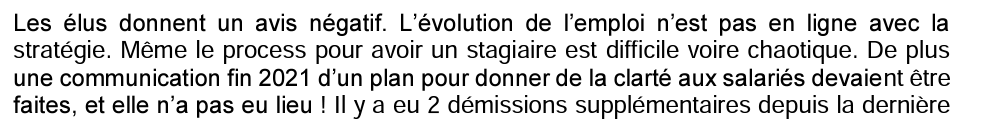 Les élus donnent un avis négatif. L’évolution de l’emploi n’est pas en ligne avec la
stratégie. Même le process pour avoir un stagiaire est difficile voire chaotique. De plus
une communication fin 2021 d’un plan pour donner de la clarté aux salariés devaient être
faites, et elle n’a pas eu lieu ! Il y a eu 2 démissions supplémentaires depuis la dernière